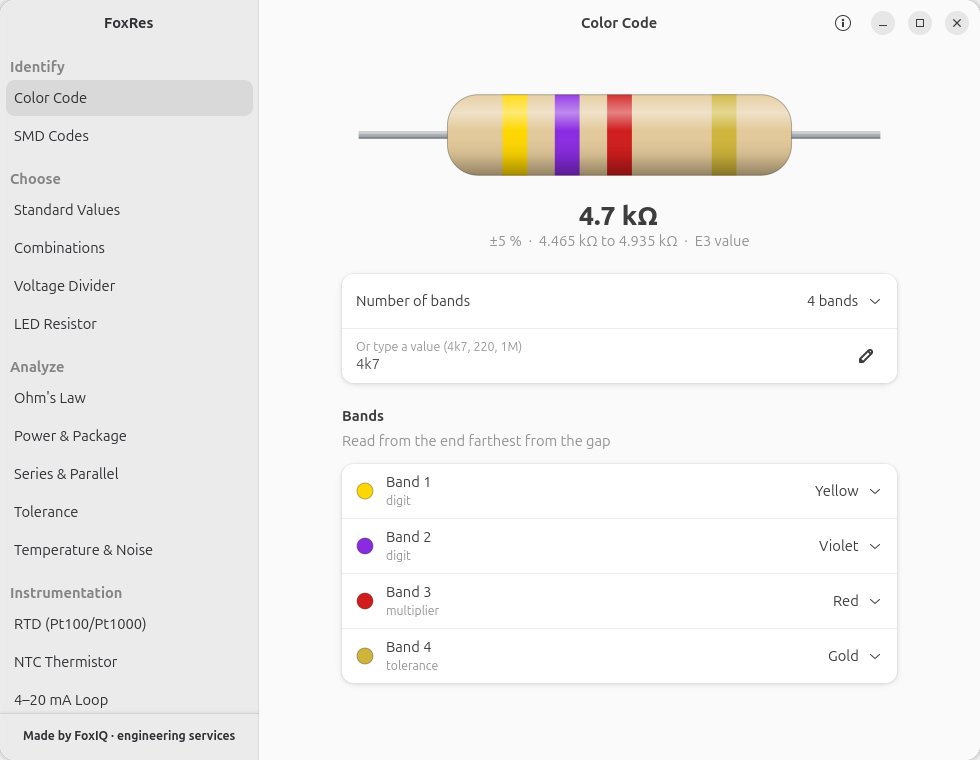 FoxRes
Color Code
Identify
Color Code
SMD Codes
Choose
Standard Values
Combinations
Voltage Divider
LED Resistor
Analyze
Ohm's Law
Power & Package
Series & Parallel
Tolerance
Temperature & Noise
Instrumentation
RTD (Pt100/Pt1000)
NTC Thermistor
4–20 mA Loop
Made by FoxIQ · engineering services
4.7 kΩ
±5 % · 4.465 kΩ to 4.935 kΩ · E3 value
Number of bands 4 bands
Or type a value (4k7, 220, 1M)
4k7
Bands
Read from the end farthest from the gap
Band 1 Yellow
digit
Band 2 Violet
digit
Band 3 Red
multiplier
Band 4 Gold
tolerance